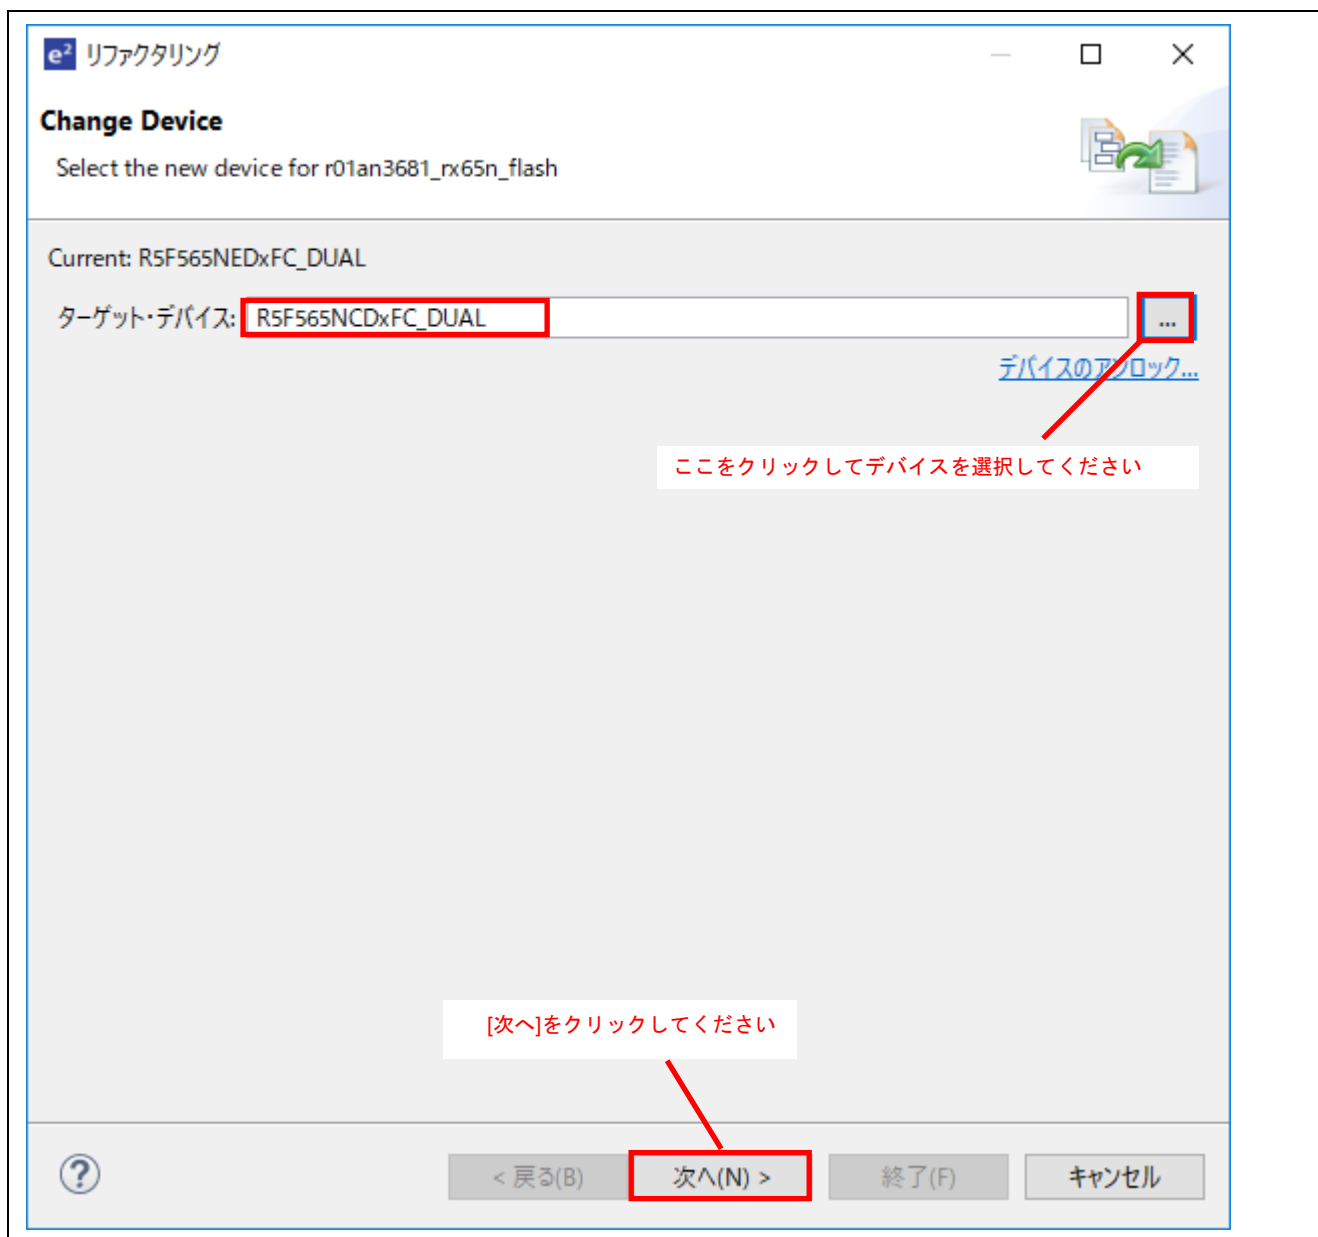 e² リファクタリング
Change Device
Select the new device for r01an3681_rx65n_flash
Current: R5F565NEDxFC_DUAL
ターゲット・デバイス: R5F565NCDxFC_DUAL ...
デバイスのアンロック...
ここをクリックしてデバイスを選択してください
[次へ]をクリックしてください
? < 戻る(B) 次へ(N) > 終了(F) キャンセル